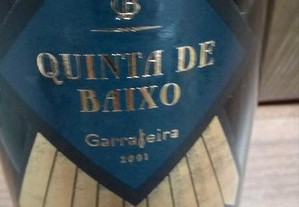 QUINTA DE
BAIXO
Garrafeira
2001